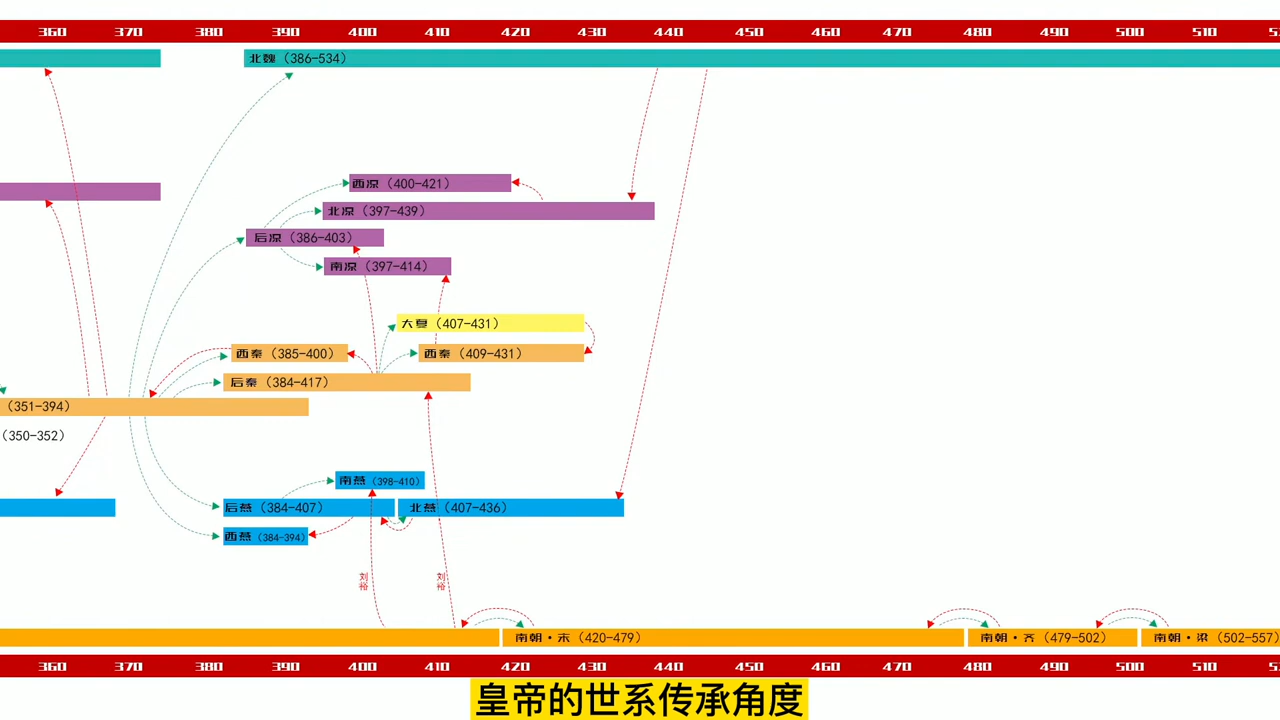 360 370 380 390 400 410 420 430 440 450 460 470 480 490 500 510
北魏（386-534）
西凉（400-421）
北凉（397-439）
后凉（386-403）
南凉（397-414）
大夏（407-431）
西秦（385-400） 西秦（409-431）
后秦（384-417）
（351-394）
（350-352）
南燕（398-410）
后燕（384-407） 北燕（407-436）
西燕（384-394）
刘裕 刘裕
南朝·宋（420-479） 南朝·齐（479-502） 南朝·梁（502-557）
360 370 380 390 400 410 420 430 440 450 460 470 480 490 500 510
皇帝的世系传承角度